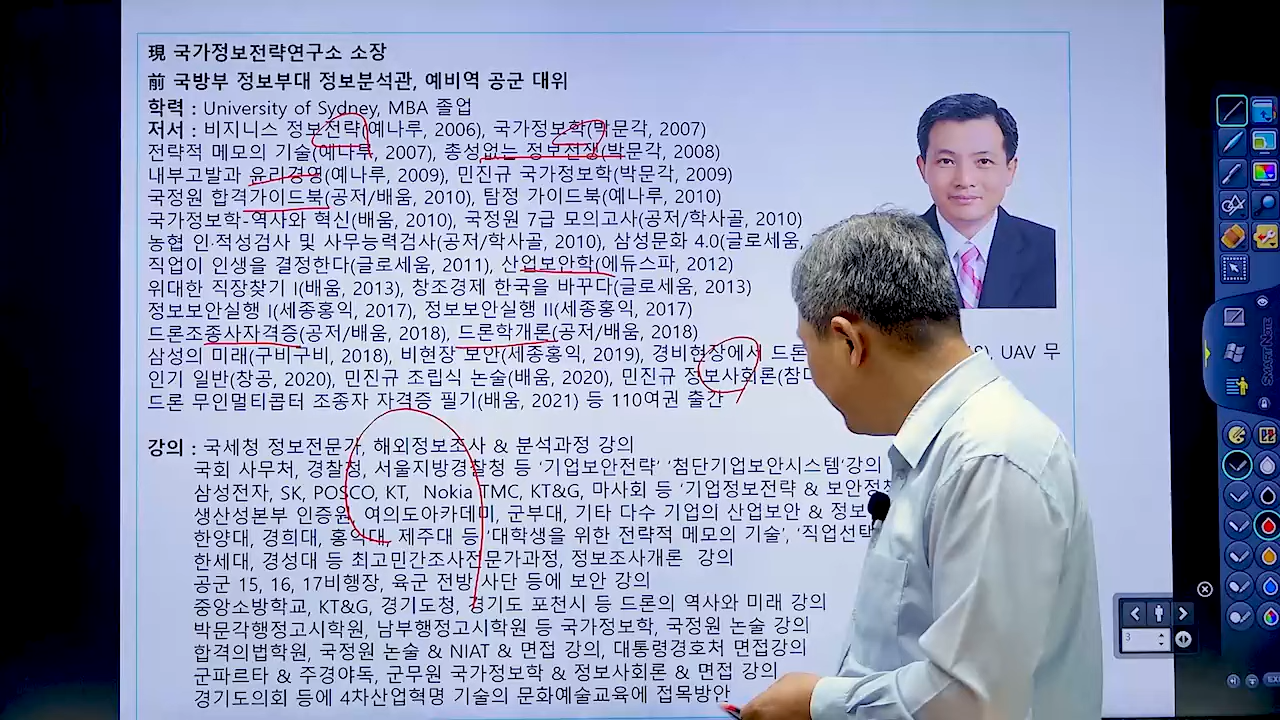 現 국가정보전략연구소 소장
前 국방부 정보부대 정보분석관, 예비역 공군 대위
학력 : University of Sydney, MBA 졸업
저서 : 비지니스 정보전략(예나루, 2006), 국가정보학(박문각, 2007)
전략적 메모의 기술(예나루, 2007), 총성없는 정보전쟁(박문각, 2008)
내부고발과 윤리경영(예나루, 2009), 민진규 국가정보학(박문각, 2009)
국정원 합격가이드북(공저/배움, 2010), 탐정 가이드북(예나루, 2010)
국가정보학-역사와 혁신(배움, 2010), 국정원 7급 모의고사(공저/학사골, 2010)
농협 인·적성검사 및 사무능력검사(공저/학사골, 2010), 삼성문화 4.0(글로세움,
직업이 인생을 결정한다(글로세움, 2011), 산업보안학(에듀스파, 2012)
위대한 직장찾기 I(배움, 2013), 창조경제 한국을 바꾸다(글로세움, 2013)
정보보안실행 I(세종홍익, 2017), 정보보안실행 II(세종홍익, 2017)
드론조종사자격증(공저/배움, 2018), 드론학개론(공저/배움, 2018)
삼성의 미래(구비구비, 2018), 비현장 보안(세종홍익, 2019), 경비현장에서 드론 UAV 무
인기 일반(창공, 2020), 민진규 조립식 논술(배움, 2020), 민진규 정보사회론(참다
드론 무인멀티콥터 조종자 자격증 필기(배움, 2021) 등 110여권 출간
강의 : 국세청 정보전문가, 해외정보조사 & 분석과정 강의
국회 사무처, 경찰청, 서울지방경찰청 등 ‘기업보안전략’ ‘첨단기업보안시스템’강의
삼성전자, SK, POSCO, KT, Nokia TMC, KT&G, 마사회 등 ‘기업정보전략 & 보안정책
생산성본부 인증원, 여의도아카데미, 군부대, 기타 다수 기업의 산업보안 & 정보
한양대, 경희대, 홍익대, 제주대 등 ‘대학생을 위한 전략적 메모의 기술’, ‘직업선택
한세대, 경성대 등 최고민간조사전문가과정, 정보조사개론 강의
공군 15, 16, 17비행장, 육군 전방 사단 등에 보안 강의
중앙소방학교, KT&G, 경기도청, 경기도 포천시 등 드론의 역사와 미래 강의
박문각행정고시학원, 남부행정고시학원 등 국가정보학, 국정원 논술 강의
합격의법학원, 국정원 논술 & NIAT & 면접 강의, 대통령경호처 면접강의
군파르타 & 주경야독, 군무원 국가정보학 & 정보사회론 & 면접 강의
경기도의회 등에 4차산업혁명 기술의 문화예술교육에 접목방안
SMART NOTE
3